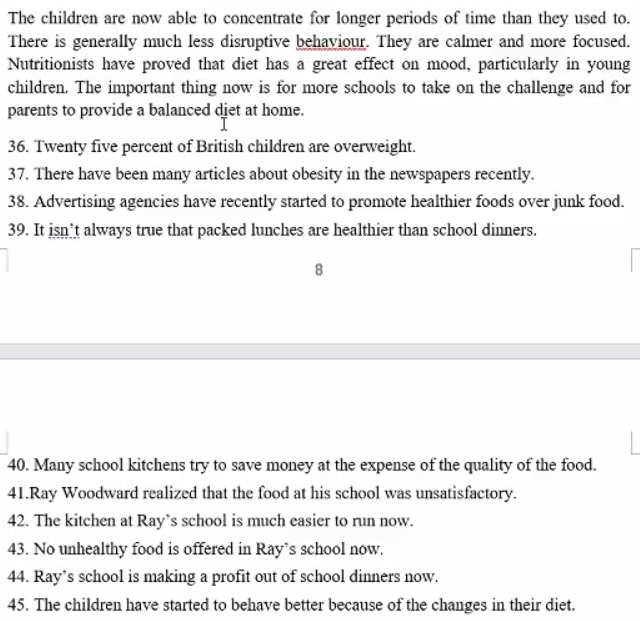 The children are now able to concentrate for longer periods of time than they used to.
There is generally much less disruptive behaviour. They are calmer and more focused.
Nutritionists have proved that diet has a great effect on mood, particularly in young
children. The important thing now is for more schools to take on the challenge and for
parents to provide a balanced diet at home.
36. Twenty five percent of British children are overweight.
37. There have been many articles about obesity in the newspapers recently.
38. Advertising agencies have recently started to promote healthier foods over junk food.
39. It isn't always true that packed lunches are healthier than school dinners.
8
40. Many school kitchens try to save money at the expense of the quality of the food.
41.Ray Woodward realized that the food at his school was unsatisfactory.
42. The kitchen at Ray's school is much easier to run now.
43. No unhealthy food is offered in Ray's school now.
44. Ray's school is making a profit out of school dinners now.
45. The children have started to behave better because of the changes in their diet.